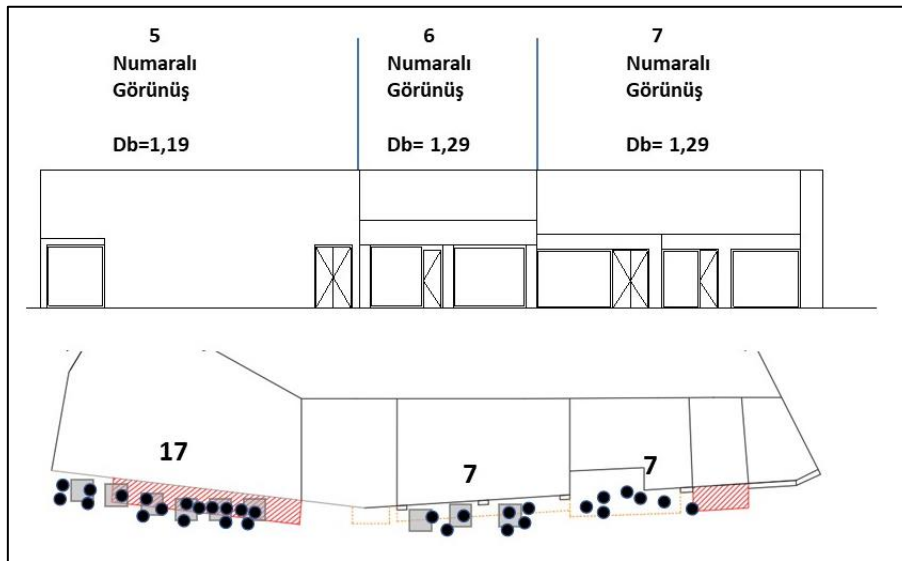 5
Numaralı
Görünüş
Db=1,19
6
Numaralı
Görünüş
Db= 1,29
7
Numaralı
Görünüş
Db= 1,29
17
7
7